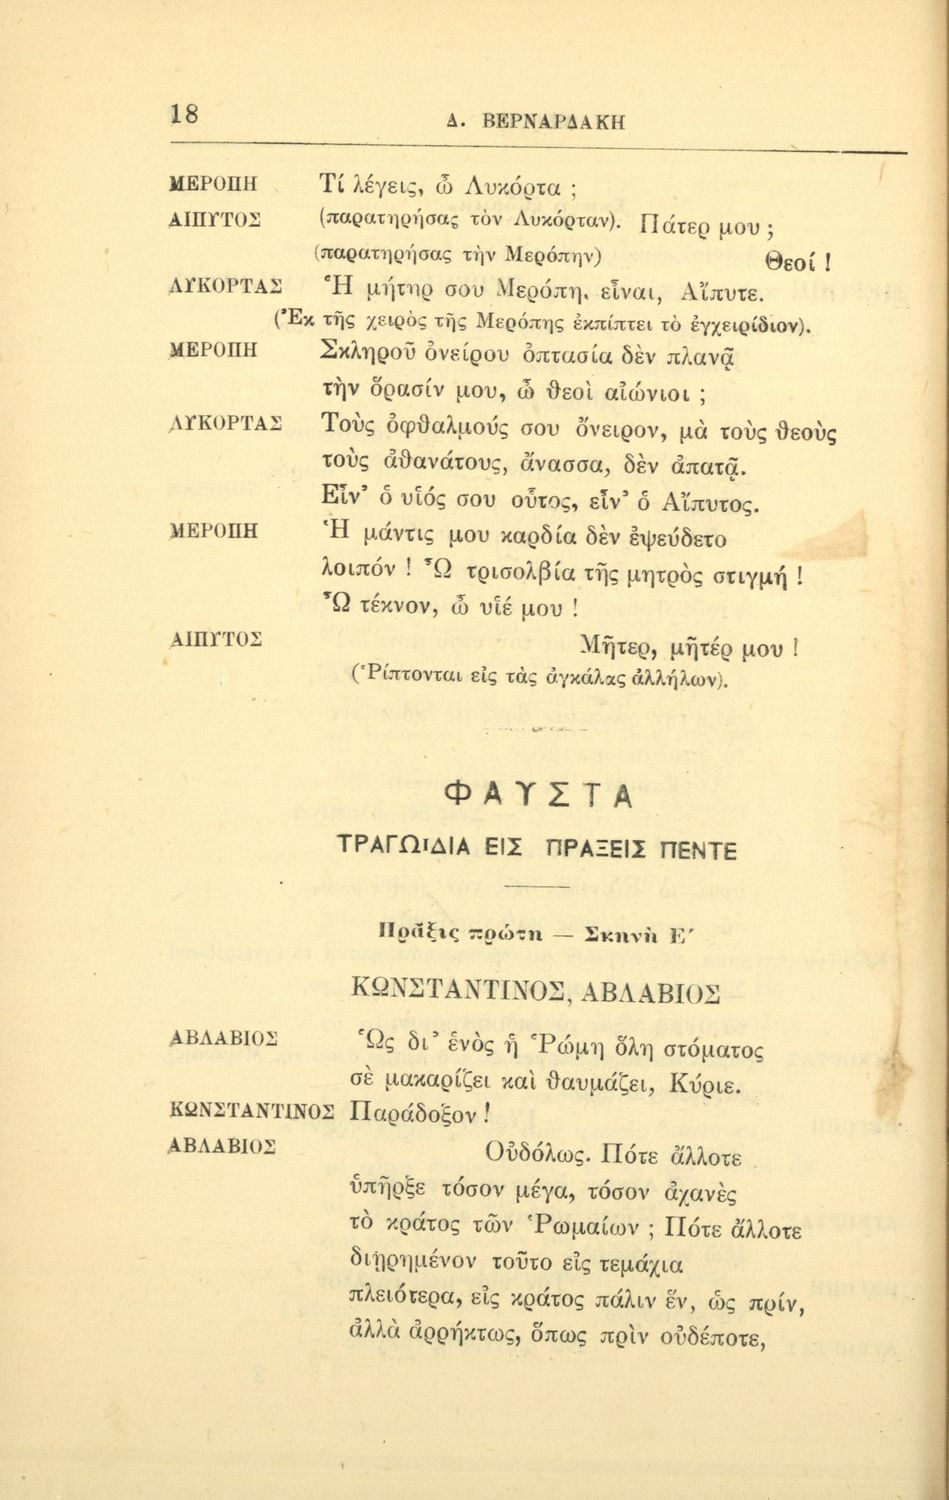 18
Δ. ΒΕΡΝΑΡΔΑΚΗ
ΜΕΡΟΠΗ Τί λέγεις, ὦ Λυκόρτα ;
ΑΙΠΥΤΟΣ (παρατηρήσας τὸν Λυκόρταν). Πάτερ μου ;
(παρατηρήσας τὴν Μερόπην) Θεοί !
ΛΥΚΟΡΤΑΣ Ἡ μήτηρ σου Μερόπη, εἶναι, Αἴπυτε.
(Ἐκ τῆς χειρὸς τῆς Μερόπης ἐκπίπτει τὸ ἐγχειρίδιον).
ΜΕΡΟΠΗ Σκληροῦ ὀνείρου ὀπτασία δὲν πλανᾷ
τὴν ὅρασίν μου, ὦ θεοὶ αἰώνιοι ;
ΛΥΚΟΡΤΑΣ Τοὺς ὀφθαλμούς σου ὄνειρον, μὰ τοὺς θεοὺς
τοὺς ἀθανάτους, ἄνασσα, δὲν ἀπατᾷ.
Εἶν' ὁ υἱός σου οὗτος, εἶν' ὁ Αἴπυτος.
ΜΕΡΟΠΗ Ἡ μάντις μου καρδία δὲν ἐψεύδετο
λοιπόν ! Ὦ τρισολβία τῆς μητρὸς στιγμή !
Ὦ τέκνον, ὦ υἱέ μου !
ΑΙΠΥΤΟΣ Μῆτερ, μῆτέρ μου !
(Ῥίπτονται εἰς τὰς ἀγκάλας ἀλλήλων).
ΦΑΥΣΤΑ
ΤΡΑΓΩιΔΙΑ ΕΙΣ ΠΡΑΞΕΙΣ ΠΕΝΤΕ
Πρᾶξις πρώτη — Σκηνὴ Ε΄
ΚΩΝΣΤΑΝΤΙΝΟΣ, ΑΒΛΑΒΙΟΣ
ΑΒΛΑΒΙΟΣ Ὡς δι' ἑνὸς ἡ Ῥώμη ὅλη στόματος
σὲ μακαρίζει καὶ θαυμάζει, Κύριε.
ΚΩΝΣΤΑΝΤΙΝΟΣ Παράδοξον !
ΑΒΛΑΒΙΟΣ Οὐδόλως. Πότε ἄλλοτε
ὑπῆρξε τόσον μέγα, τόσον ἀχανὲς
τὸ κράτος τῶν Ῥωμαίων ; Πότε ἄλλοτε
διῃρημένον τοῦτο εἰς τεμάχια
πλειότερα, εἰς κράτος πάλιν ἕν, ὡς πρίν,
ἀλλὰ ἀρρήκτως, ὅπως πρὶν οὐδέποτε,